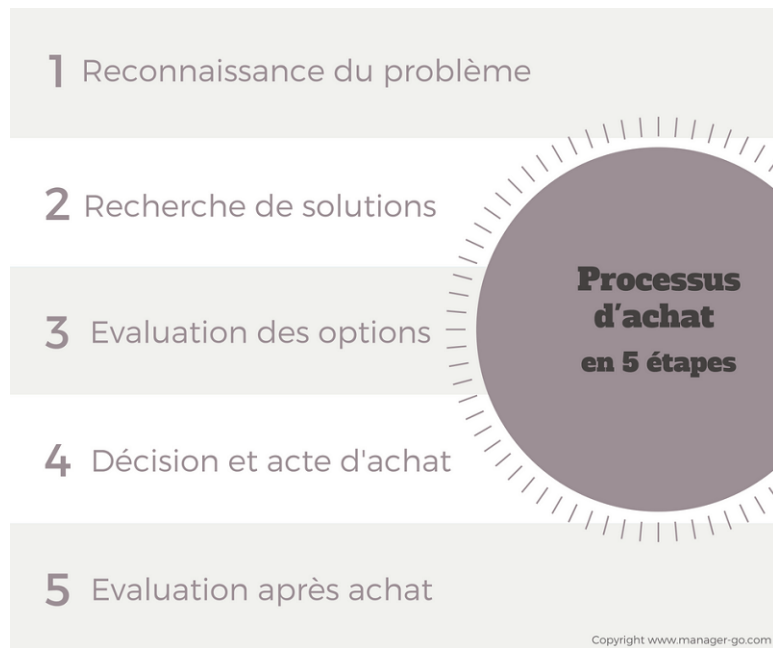 1 Reconnaissance du problème
2 Recherche de solutions
3 Evaluation des options
4 Décision et acte d'achat
5 Evaluation après achat
Processus
d'achat
en 5 étapes
Copyright www.manager-go.com